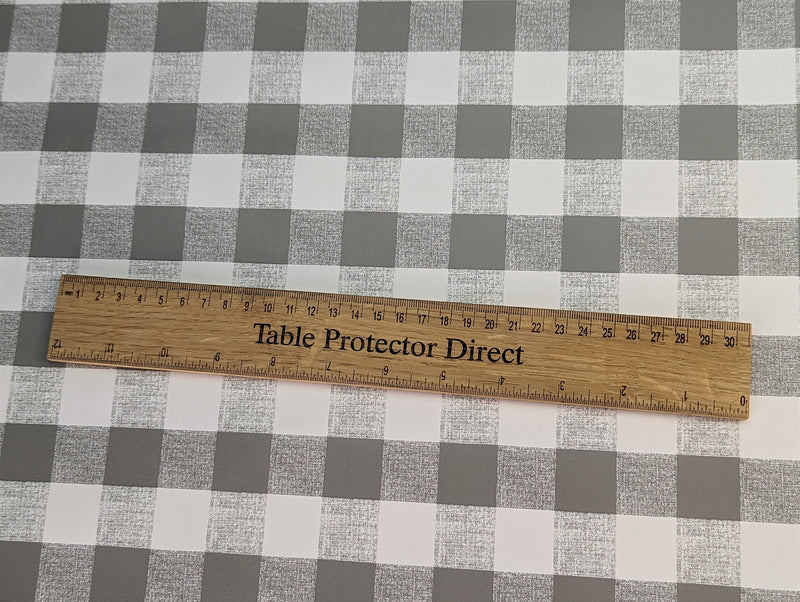 1 2 3 4 5 6 7 8 9 10 11 12 13 14 15 16 17 18 19 20 21 22 23 24 25 26 27 28 29 30
Table Protector Direct
12 11 10 9 8 7 6 5 4 3 2 1 0